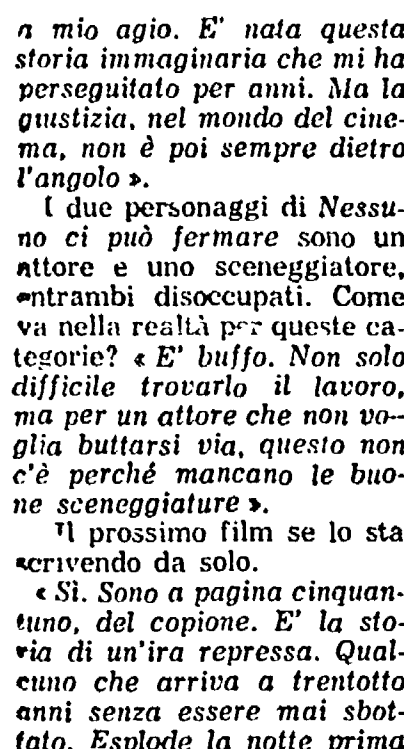 a mio agio. E' nata questa
storia immaginaria che mi ha
perseguitato per anni. Ma la
giustizia, nel mondo del cine-
ma, non è poi sempre dietro
l'angolo ».
I due personaggi di Nessu-
no ci può fermare sono un
attore e uno sceneggiatore,
entrambi disoccupati. Come
va nella realtà per queste ca-
tegorie? « E' buffo. Non solo
difficile trovarlo il lavoro,
ma per un attore che non vo-
glia buttarsi via, questo non
c'è perché mancano le buo-
ne sceneggiature ».
Il prossimo film se lo sta
scrivendo da solo.
« Sì. Sono a pagina cinquan-
tuno, del copione. E' la sto-
ria di un'ira repressa. Qual-
cuno che arriva a trentotto
anni senza essere mai sbot-
tato. Esplode la notte prima